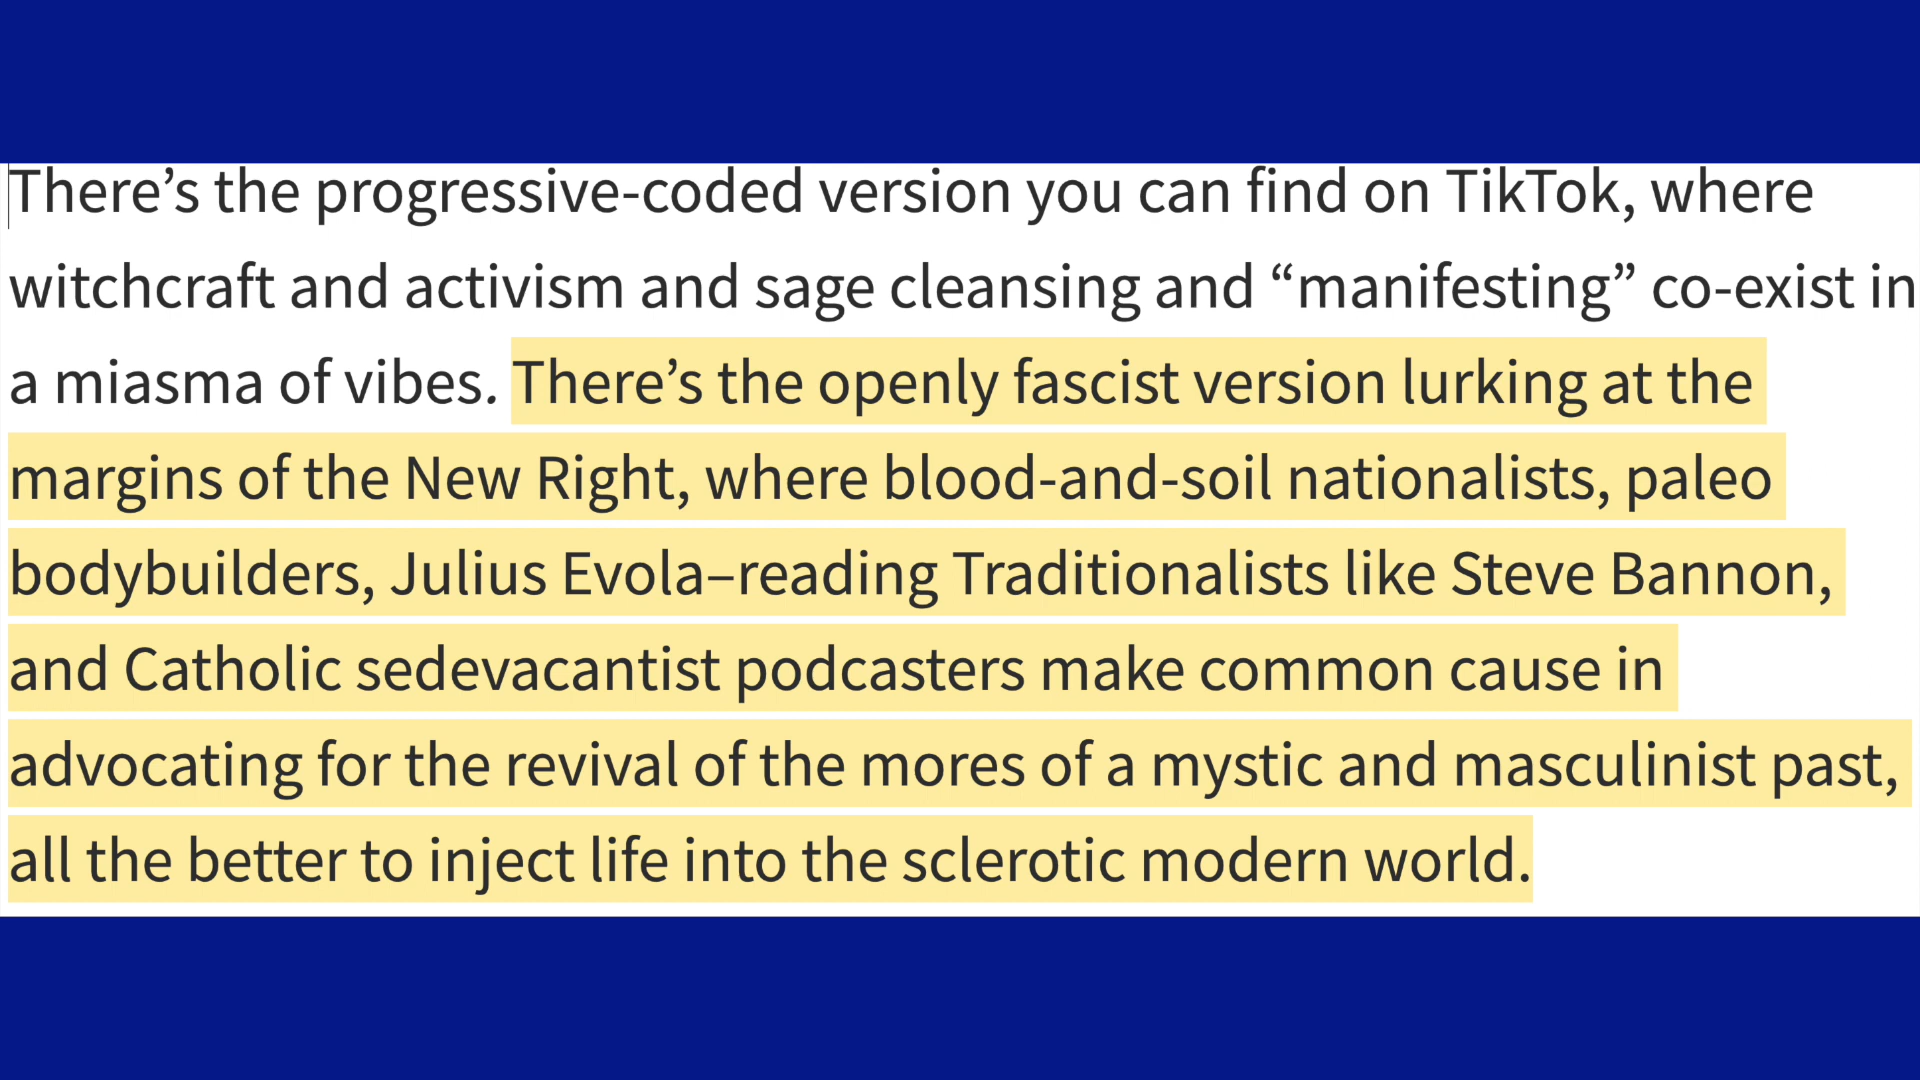 There’s the progressive-coded version you can find on TikTok, where
witchcraft and activism and sage cleansing and “manifesting” co-exist in
a miasma of vibes. There’s the openly fascist version lurking at the
margins of the New Right, where blood-and-soil nationalists, paleo
bodybuilders, Julius Evola–reading Traditionalists like Steve Bannon,
and Catholic sedevacantist podcasters make common cause in
advocating for the revival of the mores of a mystic and masculinist past,
all the better to inject life into the sclerotic modern world.